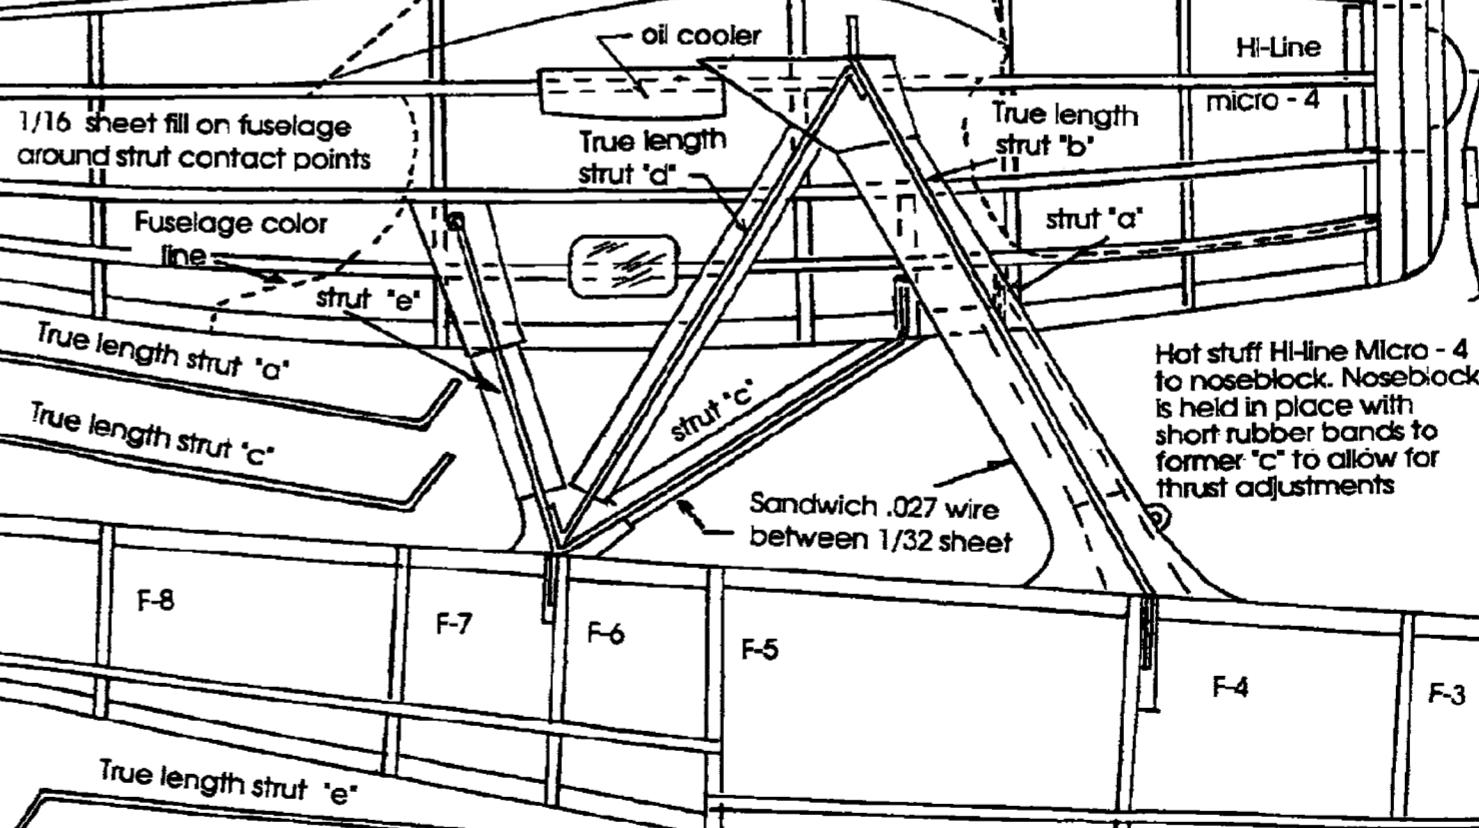 oil cooler
Hi-Line
micro - 4
1/16 sheet fill on fuselage
around strut contact points
True length
strut "d"
True length
strut "b"
Fuselage color
line
strut "a"
strut "e"
True length strut "a"
True length strut "c"
strut "c"
Hot stuff Hi-line Micro - 4
to noseblock. Noseblock
is held in place with
short rubber bands to
former "c" to allow for
thrust adjustments
Sandwich .027 wire
between 1/32 sheet
F-8
F-7
F-6
F-5
F-4
F-3
True length strut "e"